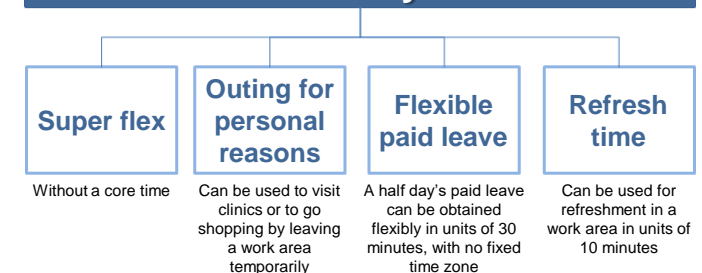 Super flex
Outing for
personal
reasons
Flexible
paid leave
Refresh
time
Without a core time
Can be used to visit
clinics or to go
shopping by leaving
a work area
temporarily
A half day's paid leave
can be obtained
flexibly in units of 30
minutes, with no fixed
time zone
Can be used for
refreshment in a
work area in units of
10 minutes